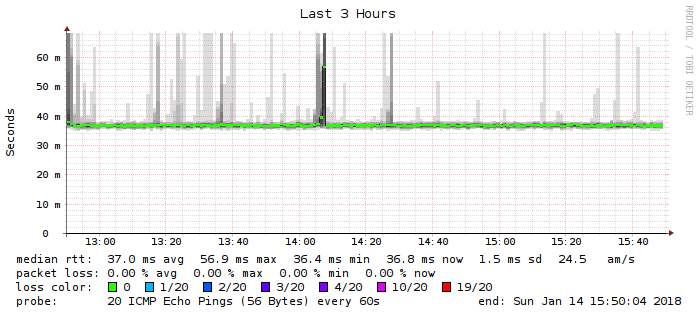 Last 3 Hours
RRDTOOL / TOBI OETIKER
Seconds
60 m
50 m
40 m
30 m
20 m
10 m
0
13:00 13:20 13:40 14:00 14:20 14:40 15:00 15:20 15:40
median rtt: 37.0 ms avg 56.9 ms max 36.4 ms min 36.8 ms now 1.5 ms sd 24.5 am/s
packet loss: 0.00 % avg 0.00 % max 0.00 % min 0.00 % now
loss color: 0 1/20 2/20 3/20 4/20 10/20 19/20
probe: 20 ICMP Echo Pings (56 Bytes) every 60s end: Sun Jan 14 15:50:04 2018